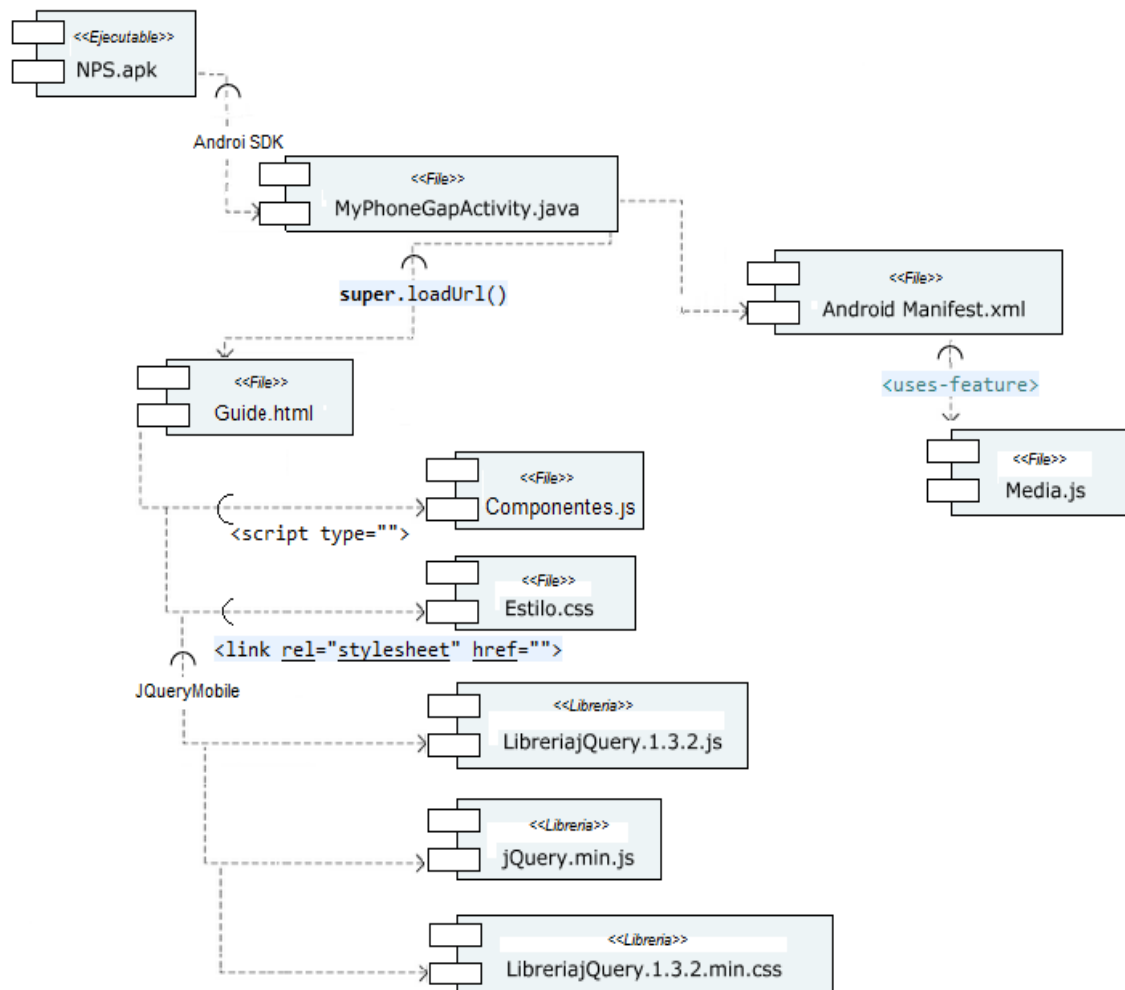 <<Ejecutable>>
NPS.apk
Androi SDK
<<File>>
MyPhoneGapActivity.java
super.loadUrl()
<<File>>
Android Manifest.xml
<uses-feature>
<<File>>
Media.js
<<File>>
Guide.html
<<File>>
Componentes.js
<script type="">
<<File>>
Estilo.css
<link rel="stylesheet" href="">
JQueryMobile
<<Libreria>>
LibreriajQuery.1.3.2.js
<<Libreria>>
jQuery.min.js
<<Libreria>>
LibreriajQuery.1.3.2.min.css